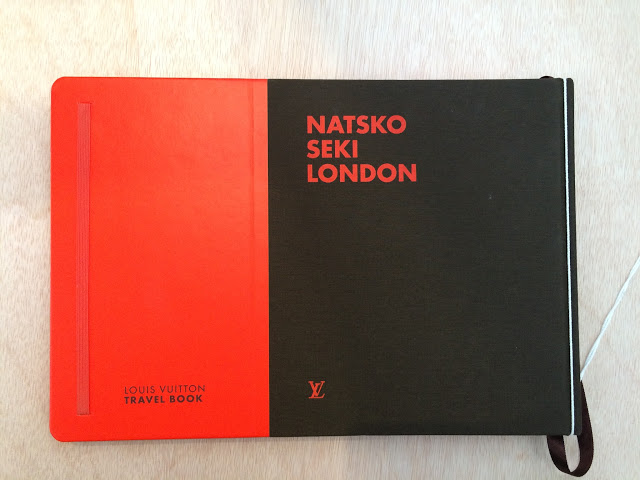 NATSKO
SEKI
LONDON
LOUIS VUITTON
TRAVEL BOOK
LV